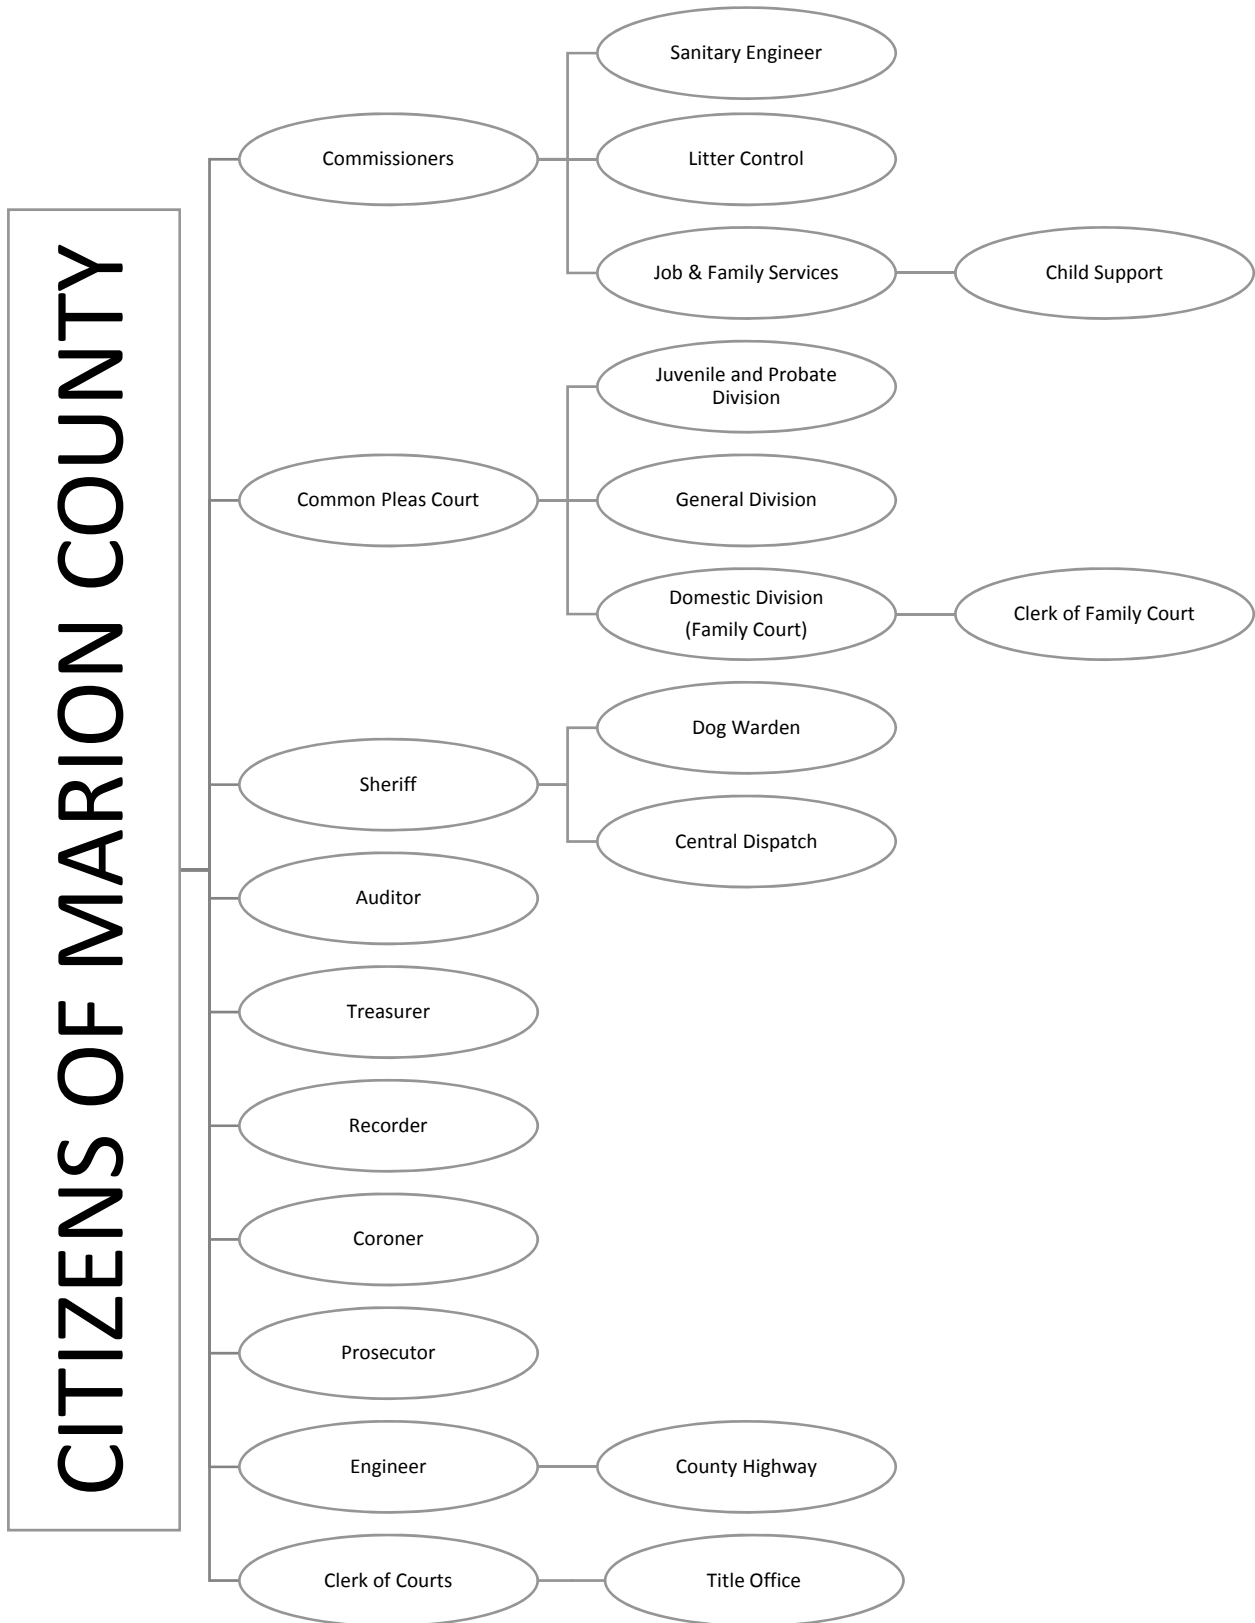 CITIZENS OF MARION COUNTY
Commissioners
Sanitary Engineer
Litter Control
Job & Family Services
Child Support
Common Pleas Court
Juvenile and Probate
Division
General Division
Domestic Division
(Family Court)
Clerk of Family Court
Sheriff
Dog Warden
Central Dispatch
Auditor
Treasurer
Recorder
Coroner
Prosecutor
Engineer
County Highway
Clerk of Courts
Title Office